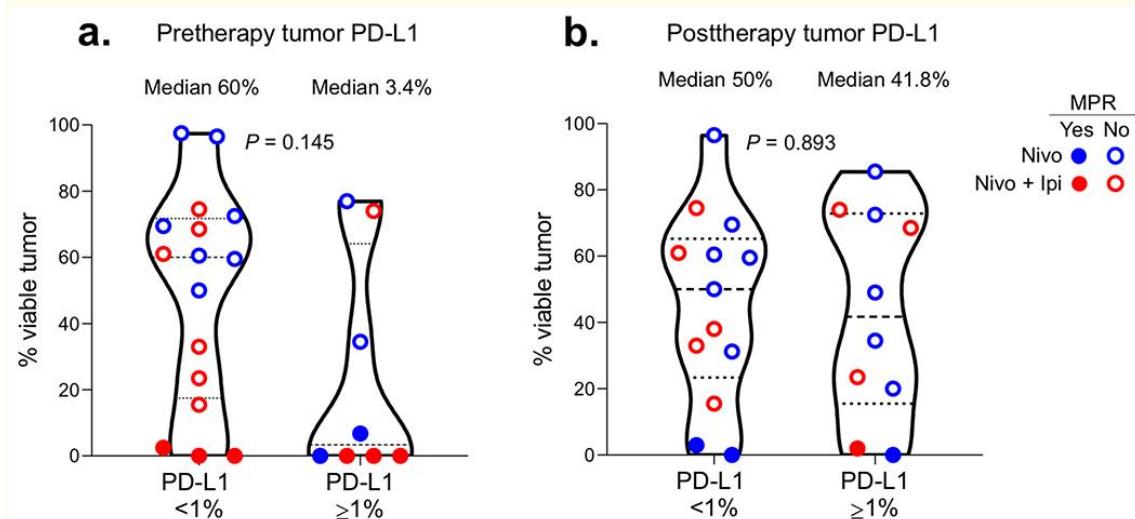 a. Pretherapy tumor PD-L1
Median 60% Median 3.4%
P = 0.145
% viable tumor
100
80
60
40
20
0
PD-L1
<1%
PD-L1
≥1%
b. Posttherapy tumor PD-L1
Median 50% Median 41.8%
P = 0.893
% viable tumor
100
80
60
40
20
0
PD-L1
<1%
PD-L1
≥1%
MPR
Yes No
Nivo
Nivo + Ipi